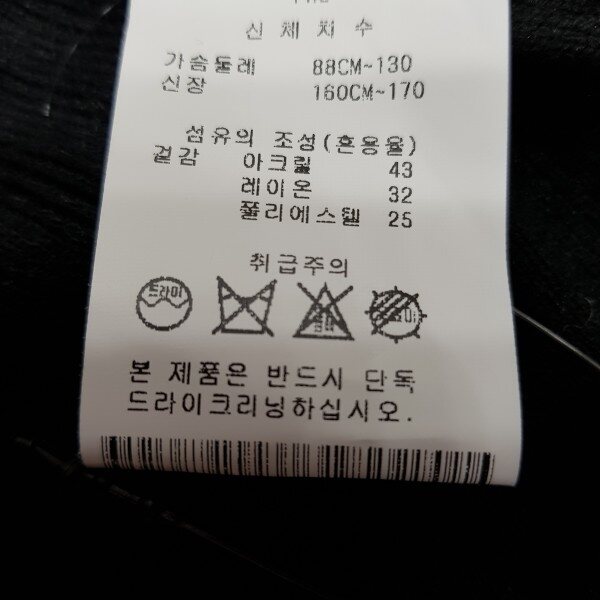 신체치수
가슴둘레 88CM~130
신장 160CM~170
섬유의 조성(혼용율)
겉감 아크릴 43
레이온 32
폴리에스텔 25
취급주의
드라이
본 제품은 반드시 단독
드라이크리닝하십시오.